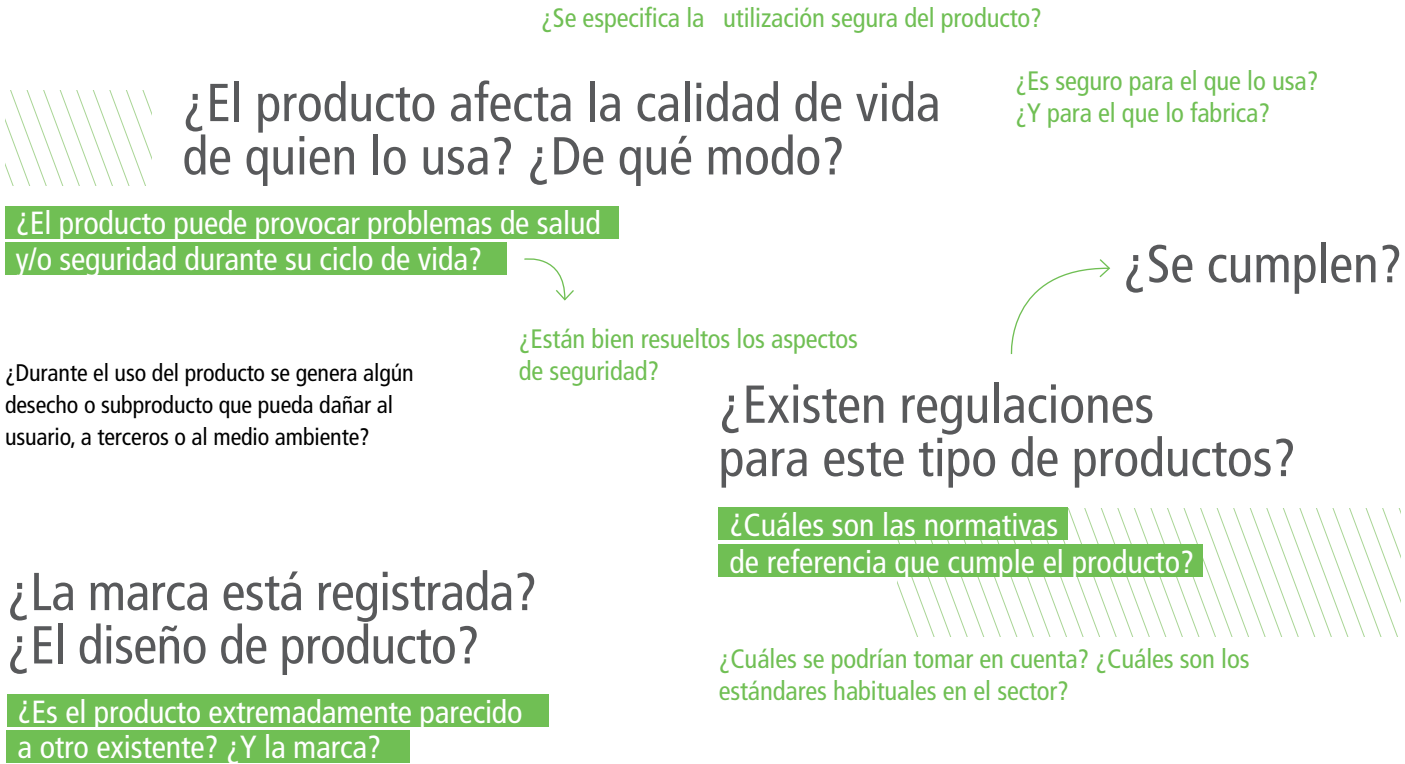 ¿Se especifica la utilización segura del producto?
¿El producto afecta la calidad de vida
de quien lo usa? ¿De qué modo?
¿Es seguro para el que lo usa?
¿Y para el que lo fabrica?
¿El producto puede provocar problemas de salud
y/o seguridad durante su ciclo de vida?
¿Están bien resueltos los aspectos
de seguridad?
¿Durante el uso del producto se genera algún
desecho o subproducto que pueda dañar al
usuario, a terceros o al medio ambiente?
¿Se cumplen?
¿Existen regulaciones
para este tipo de productos?
¿Cuáles son las normativas
de referencia que cumple el producto?
¿Cuáles se podrían tomar en cuenta? ¿Cuáles son los
estándares habituales en el sector?
¿La marca está registrada?
¿El diseño de producto?
¿Es el producto extremadamente parecido
a otro existente? ¿Y la marca?